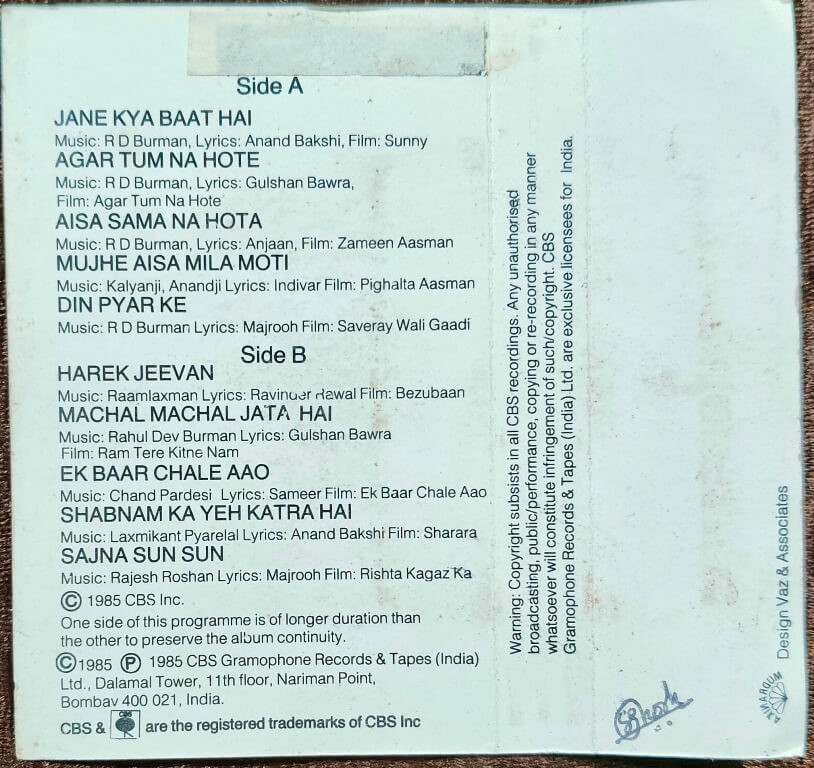 Side A
JANE KYA BAAT HAI
Music: R D Burman, Lyrics: Anand Bakshi, Film: Sunny
AGAR TUM NA HOTE
Music: R D Burman, Lyrics: Gulshan Bawra,
Film: Agar Tum Na Hote
AISA SAMA NA HOTA
Music: R D Burman, Lyrics: Anjaan, Film: Zameen Aasman
MUJHE AISA MILA MOTI
Music: Kalyanji, Anandji Lyrics: Indivar Film: Pighalta Aasman
DIN PYAR KE
Music: R D Burman Lyrics: Majrooh Film: Saveray Wali Gaadi
Side B
HAREK JEEVAN
Music: Raamlaxman Lyrics: Ravinder Rawal Film: Bezubaan
MACHAL MACHAL JATA HAI
Music: Rahul Dev Burman Lyrics: Gulshan Bawra
Film: Ram Tere Kitne Nam
EK BAAR CHALE AAO
Music: Chand Pardesi Lyrics: Sameer Film: Ek Baar Chale Aao
SHABNAM KA YEH KATRA HAI
Music: Laxmikant Pyarelal Lyrics: Anand Bakshi Film: Sharara
SAJNA SUN SUN
Music: Rajesh Roshan Lyrics: Majrooh Film: Rishta Kagaz Ka
© 1985 CBS Inc.
One side of this programme is of longer duration than
the other to preserve the album continuity.
©1985 ℗ 1985 CBS Gramophone Records & Tapes (India)
Ltd., Dalamal Tower, 11th floor, Nariman Point,
Bombay 400 021, India.
CBS & CBS are the registered trademarks of CBS Inc
Warning: Copyright subsists in all CBS recordings. Any unauthorised
broadcasting, public/performance, copying or re-recording in any manner
whatsoever will constitute infringement of such/copyright. CBS
Gramophone Records & Tapes (India) Ltd. are exclusive licensees for India.
Design Vaz & Associates